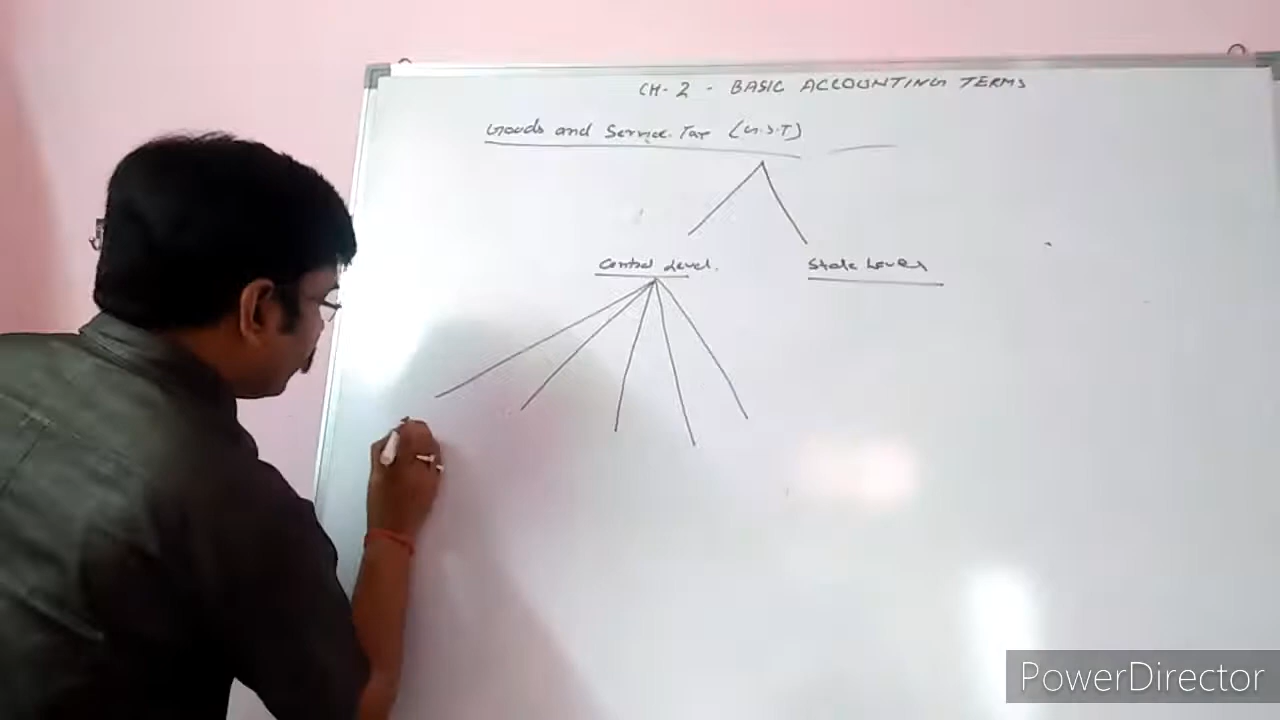 CH-2 - BASIC ACCOUNTING TERMS
Goods and Service Tax (G.S.T)
Central Level.
State Level
PowerDirector